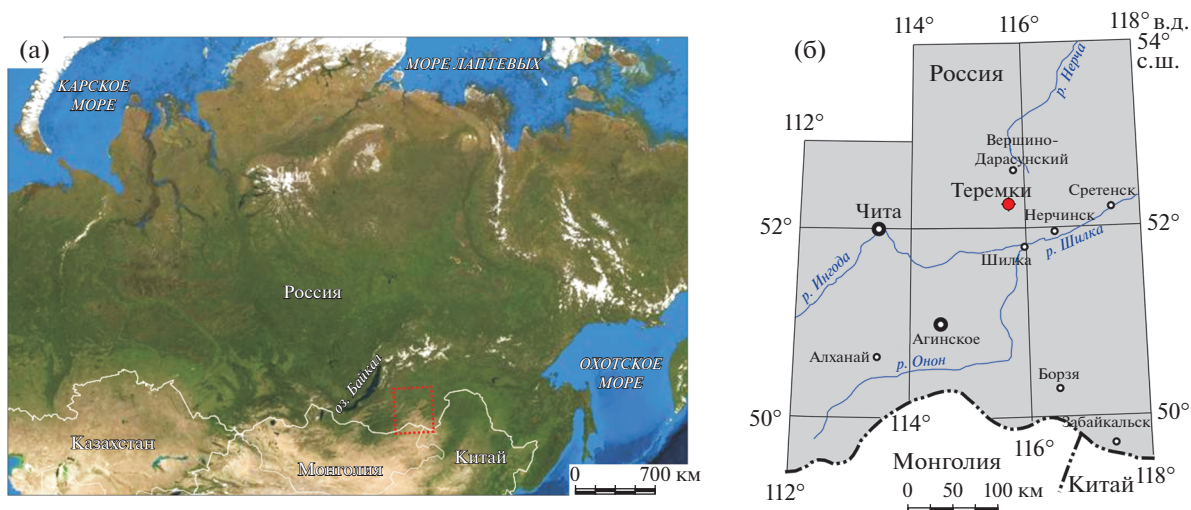 (а)
КАРСКОЕ
МОРЕ
МОРЕ ЛАПТЕВЫХ
Россия
оз. Байкал
ОХОТСКОЕ
МОРЕ
Казахстан
Монголия
Китай
0 700 км
(б)
114° 116° 118° в.д.
54°
с.ш.
Россия
р. Нерча
112°
Вершино-
Дарасунский
Теремки
Сретенск
Чита
Нерчинск
52°
52°
Шилка
р. Шилка
р. Ингода
Агинское
Алханай
р. Онон
Борзя
50°
50°
114°
Забайкальск
116°
Монголия
118°
112°
Китай
0 50 100 км